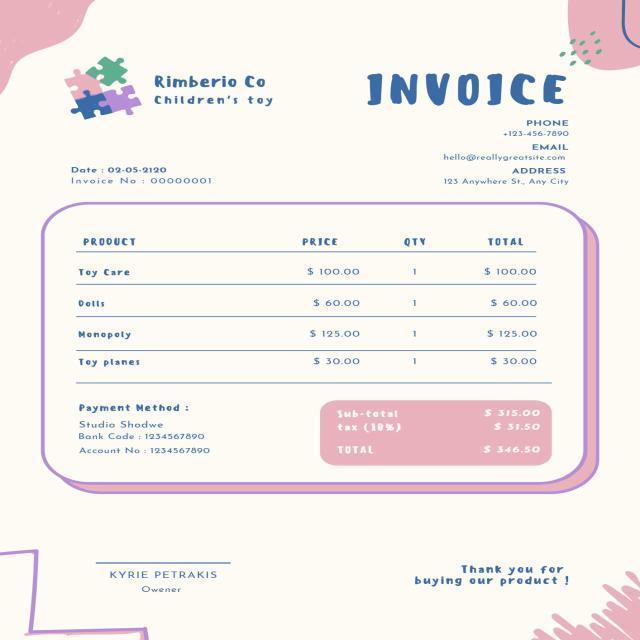 Rimberio Co
Children's toy
INVOICE
PHONE
+123-456-7890
EMAIL
hello@reallygreatsite.com
ADDRESS
123 Anywhere St., Any City
Date : 02-05-2120
Invoice No : 00000001
PRODUCT PRICE QTY TOTAL
Toy Care $ 100.00 1 $ 100.00
Dolls $ 60.00 1 $ 60.00
Monopoly $ 125.00 1 $ 125.00
Toy planes $ 30.00 1 $ 30.00
Payment Method :
Studio Shodwe
Bank Code : 1234567890
Account No : 1234567890
Sub-total $ 315.00
tax (10%) $ 31.50
TOTAL $ 346.50
KYRIE PETRAKIS
Owener
Thank you for
buying our product !